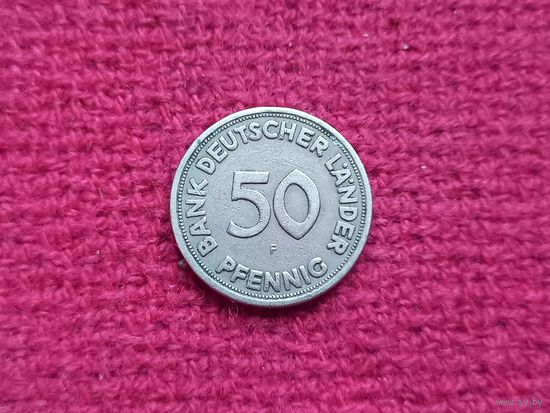 BANK DEUTSCHER LÄNDER
50
F
PFENNIG
www.ay.by